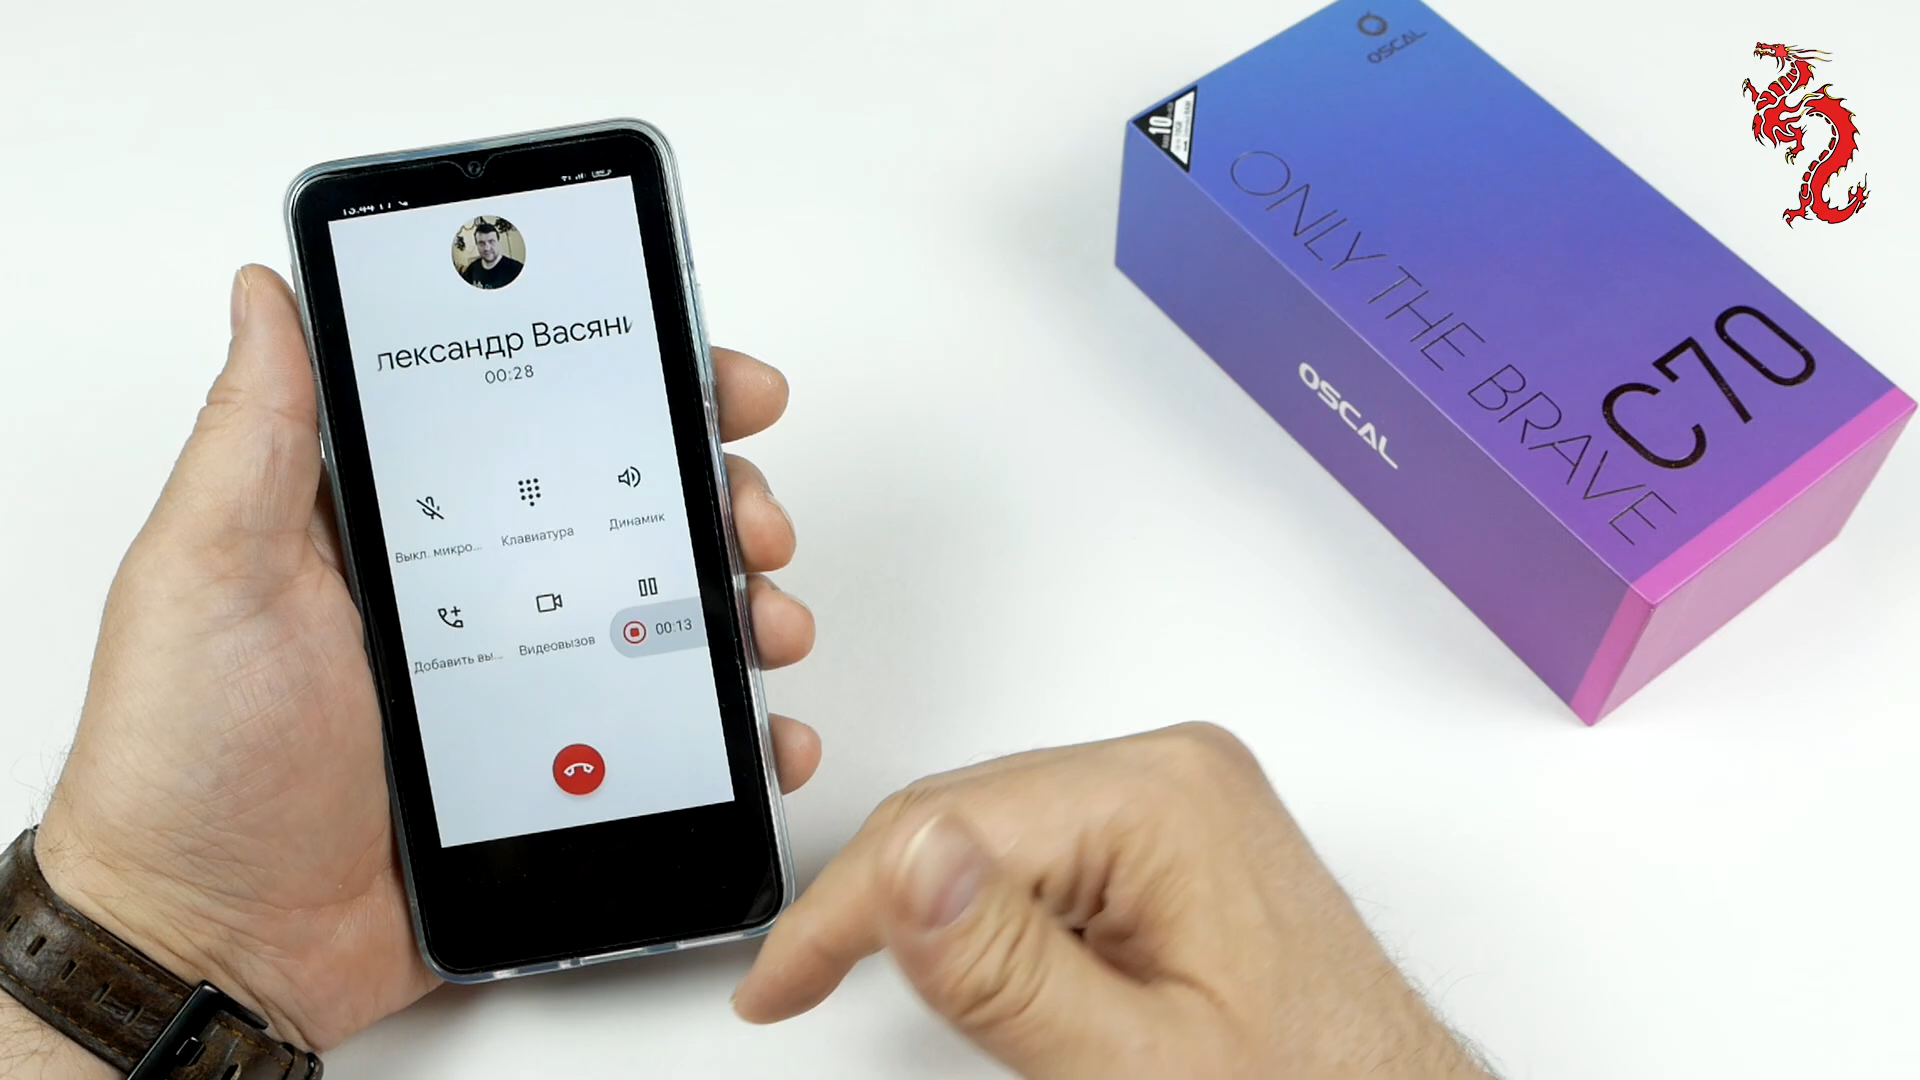 лександр Васяни
00:28
Выкл. микро...
Клавиатура
Динамик
Добавить вы...
Видеовызов
00:13
OSCAL
10
ONLY THE BRAVE
C70
OSCAL